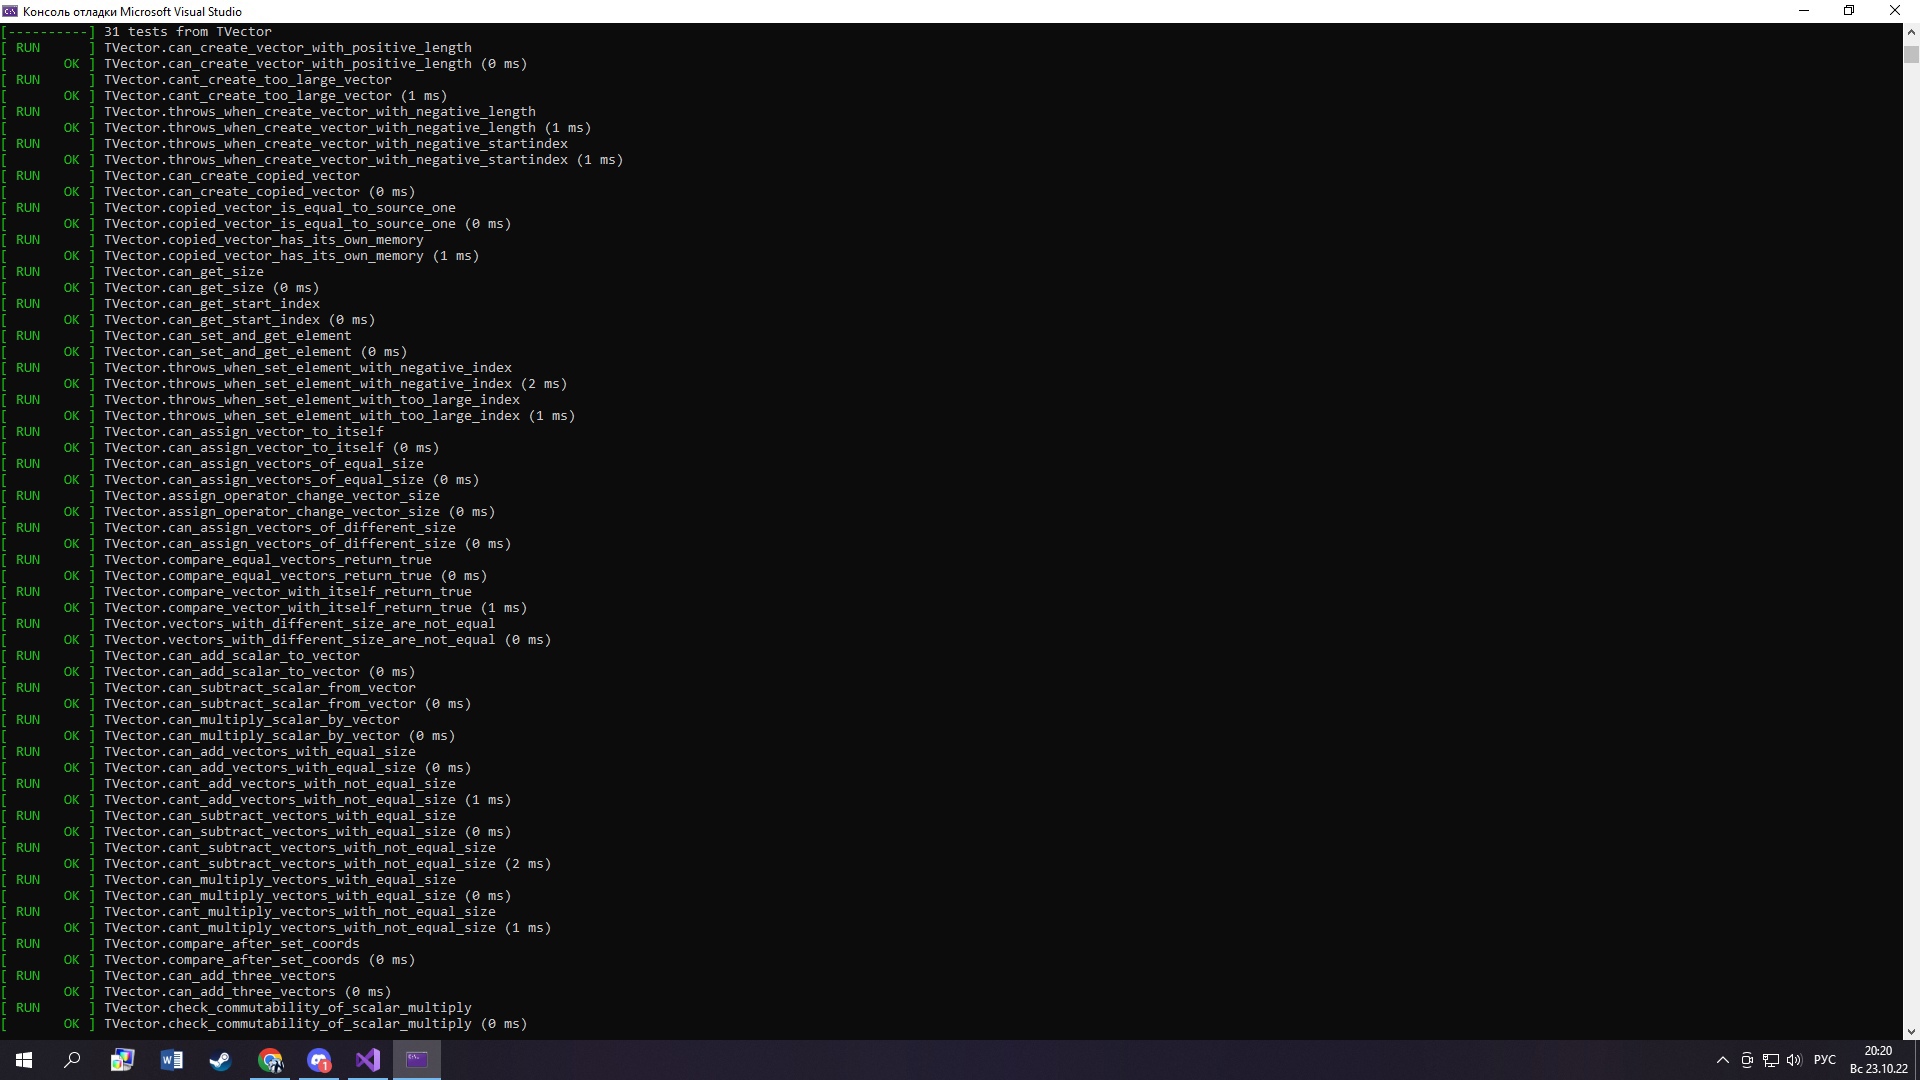 Консоль отладки Microsoft Visual Studio
[----------] 31 tests from TVector
[ RUN      ] TVector.can_create_vector_with_positive_length
[       OK ] TVector.can_create_vector_with_positive_length (0 ms)
[ RUN      ] TVector.cant_create_too_large_vector
[       OK ] TVector.cant_create_too_large_vector (1 ms)
[ RUN      ] TVector.throws_when_create_vector_with_negative_length
[       OK ] TVector.throws_when_create_vector_with_negative_length (1 ms)
[ RUN      ] TVector.throws_when_create_vector_with_negative_startindex
[       OK ] TVector.throws_when_create_vector_with_negative_startindex (1 ms)
[ RUN      ] TVector.can_create_copied_vector
[       OK ] TVector.can_create_copied_vector (0 ms)
[ RUN      ] TVector.copied_vector_is_equal_to_source_one
[       OK ] TVector.copied_vector_is_equal_to_source_one (0 ms)
[ RUN      ] TVector.copied_vector_has_its_own_memory
[       OK ] TVector.copied_vector_has_its_own_memory (1 ms)
[ RUN      ] TVector.can_get_size
[       OK ] TVector.can_get_size (0 ms)
[ RUN      ] TVector.can_get_start_index
[       OK ] TVector.can_get_start_index (0 ms)
[ RUN      ] TVector.can_set_and_get_element
[       OK ] TVector.can_set_and_get_element (0 ms)
[ RUN      ] TVector.throws_when_set_element_with_negative_index
[       OK ] TVector.throws_when_set_element_with_negative_index (2 ms)
[ RUN      ] TVector.throws_when_set_element_with_too_large_index
[       OK ] TVector.throws_when_set_element_with_too_large_index (1 ms)
[ RUN      ] TVector.can_assign_vector_to_itself
[       OK ] TVector.can_assign_vector_to_itself (0 ms)
[ RUN      ] TVector.can_assign_vectors_of_equal_size
[       OK ] TVector.can_assign_vectors_of_equal_size (0 ms)
[ RUN      ] TVector.assign_operator_change_vector_size
[       OK ] TVector.assign_operator_change_vector_size (0 ms)
[ RUN      ] TVector.can_assign_vectors_of_different_size
[       OK ] TVector.can_assign_vectors_of_different_size (0 ms)
[ RUN      ] TVector.compare_equal_vectors_return_true
[       OK ] TVector.compare_equal_vectors_return_true (0 ms)
[ RUN      ] TVector.compare_vector_with_itself_return_true
[       OK ] TVector.compare_vector_with_itself_return_true (1 ms)
[ RUN      ] TVector.vectors_with_different_size_are_not_equal
[       OK ] TVector.vectors_with_different_size_are_not_equal (0 ms)
[ RUN      ] TVector.can_add_scalar_to_vector
[       OK ] TVector.can_add_scalar_to_vector (0 ms)
[ RUN      ] TVector.can_subtract_scalar_from_vector
[       OK ] TVector.can_subtract_scalar_from_vector (0 ms)
[ RUN      ] TVector.can_multiply_scalar_by_vector
[       OK ] TVector.can_multiply_scalar_by_vector (0 ms)
[ RUN      ] TVector.can_add_vectors_with_equal_size
[       OK ] TVector.can_add_vectors_with_equal_size (0 ms)
[ RUN      ] TVector.cant_add_vectors_with_not_equal_size
[       OK ] TVector.cant_add_vectors_with_not_equal_size (1 ms)
[ RUN      ] TVector.can_subtract_vectors_with_equal_size
[       OK ] TVector.can_subtract_vectors_with_equal_size (0 ms)
[ RUN      ] TVector.cant_subtract_vectors_with_not_equal_size
[       OK ] TVector.cant_subtract_vectors_with_not_equal_size (2 ms)
[ RUN      ] TVector.can_multiply_vectors_with_equal_size
[       OK ] TVector.can_multiply_vectors_with_equal_size (0 ms)
[ RUN      ] TVector.cant_multiply_vectors_with_not_equal_size
[       OK ] TVector.cant_multiply_vectors_with_not_equal_size (1 ms)
[ RUN      ] TVector.compare_after_set_coords
[       OK ] TVector.compare_after_set_coords (0 ms)
[ RUN      ] TVector.can_add_three_vectors
[       OK ] TVector.can_add_three_vectors (0 ms)
[ RUN      ] TVector.check_commutability_of_scalar_multiply
[       OK ] TVector.check_commutability_of_scalar_multiply (0 ms)
РУС
20:20
Вс 23.10.22